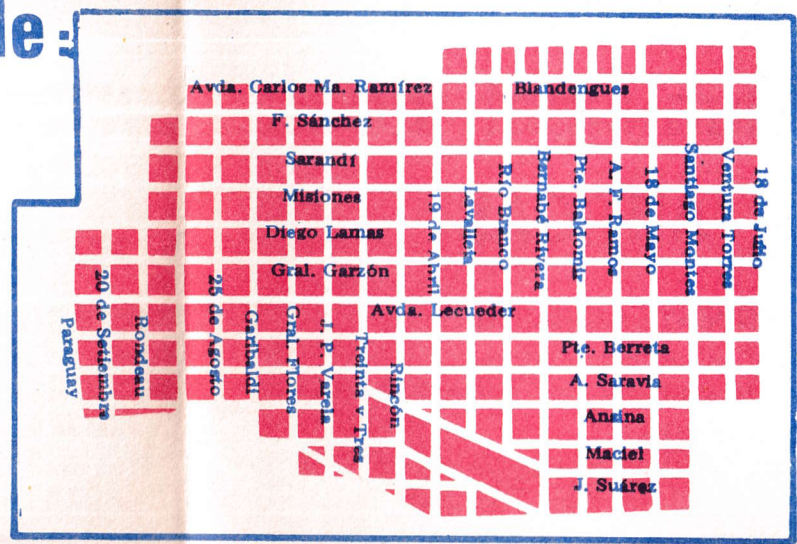 le :
Avda. Carlos Ma. Ramírez
Blandengues
F. Sánchez
Sarandí
Misiones
Diego Lamas
Gral. Garzón
Avda. Lecueder
Pte. Berreta
A. Saravia
Ansina
Maciel
J. Suárez
Paraguay
20 de Setiembre
Rondeau
25 de Agosto
Garibaldi
Gral. Flores
J. P. Varela
Treinta y Tres
Rincón
19 de Abril
Lavalleja
Río Branco
Bernabé Rivera
Pte. Baldomir
A. F. Ramos
18 de Mayo
Santiago Montes
Ventura Torres
18 de Julio